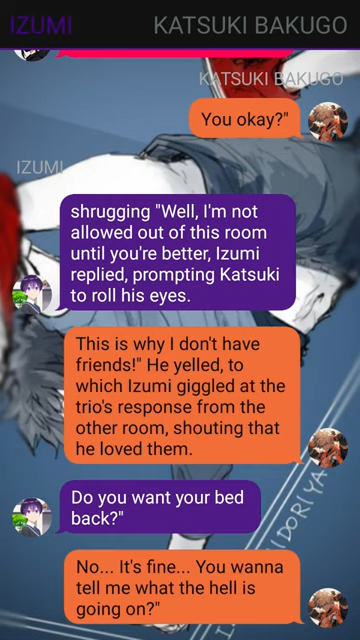 IZUMI
KATSUKI BAKUGO
KATSUKI BAKUGO
You okay?"
IZUMI
shrugging "Well, I'm not
allowed out of this room
until you're better, Izumi
replied, prompting Katsuki
to roll his eyes.
This is why I don't have
friends!" He yelled, to
which Izumi giggled at the
trio's response from the
other room, shouting that
he loved them.
Do you want your bed
back?"
No... It's fine... You wanna
tell me what the hell is
going on?"